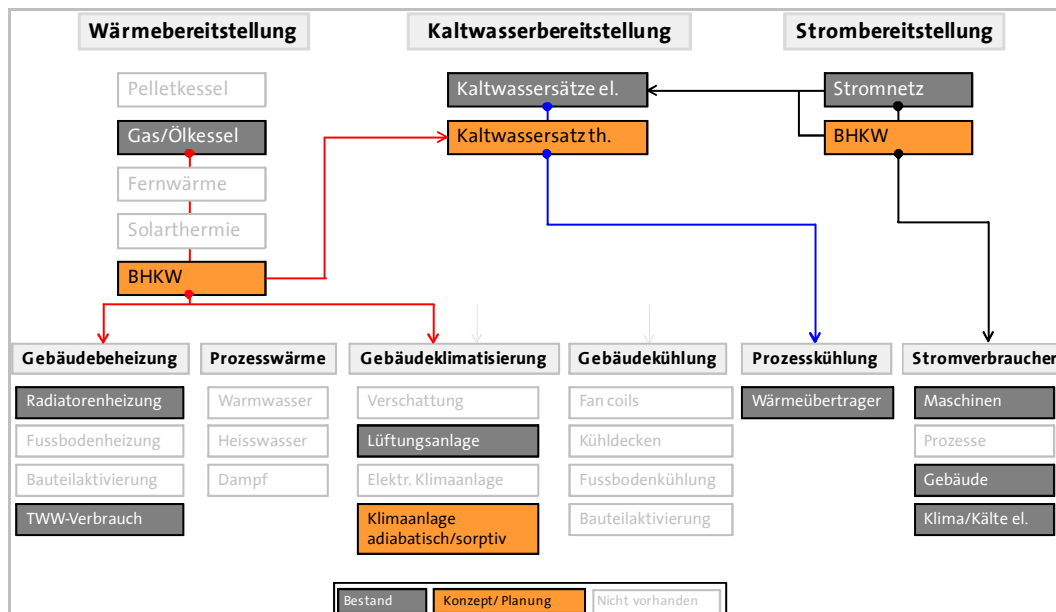 Wärmebereitstellung
Kaltwasserbereitstellung
Strombereitstellung
Pelletkessel
Kaltwassersätze el.
Stromnetz
Gas/Ölkessel
Kaltwassersatz th.
BHKW
Fernwärme
Solarthermie
BHKW
Gebäudebeheizung
Prozesswärme
Gebäudeklimatisierung
Gebäudekühlung
Prozesskühlung
Stromverbraucher
Radiatorenheizung
Warmwasser
Verschattung
Fan coils
Wärmeübertrager
Maschinen
Fussbodenheizung
Heisswasser
Lüftungsanlage
Kühldecken
Prozesse
Bauteilaktivierung
Dampf
Elektr. Klimaanlage
Fussbodenkühlung
Gebäude
TWW-Verbrauch
Klimaanlage
adiabatisch/sorptiv
Bauteilaktivierung
Klima/Kälte el.
Bestand
Konzept/ Planung
Nicht vorhanden